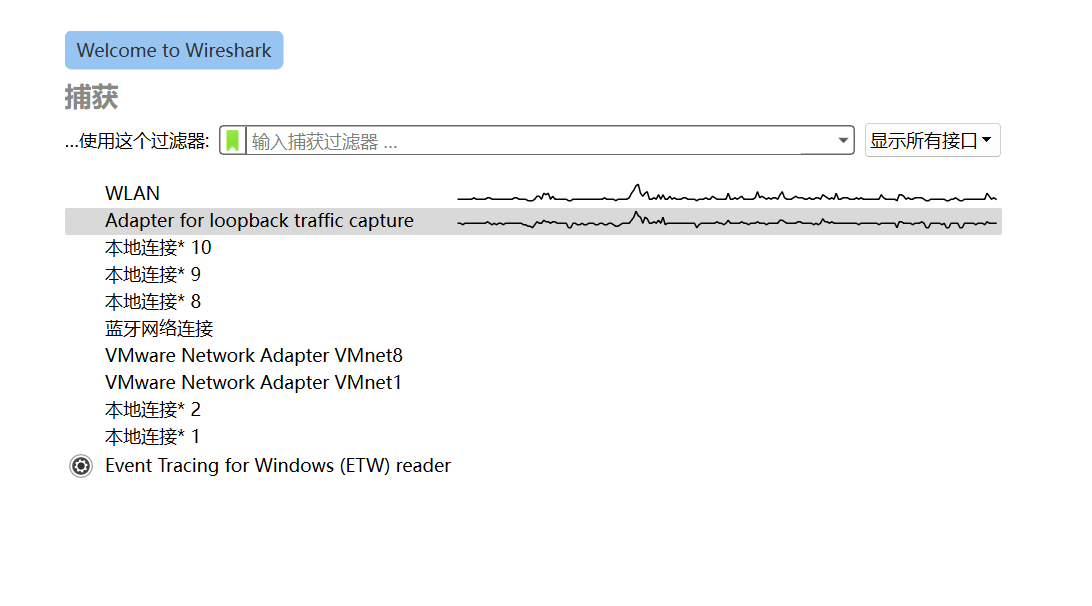 Welcome to Wireshark
捕获
...使用这个过滤器: 输入捕获过滤器 ... 显示所有接口
WLAN
Adapter for loopback traffic capture
本地连接* 10
本地连接* 9
本地连接* 8
蓝牙网络连接
VMware Network Adapter VMnet8
VMware Network Adapter VMnet1
本地连接* 2
本地连接* 1
Event Tracing for Windows (ETW) reader